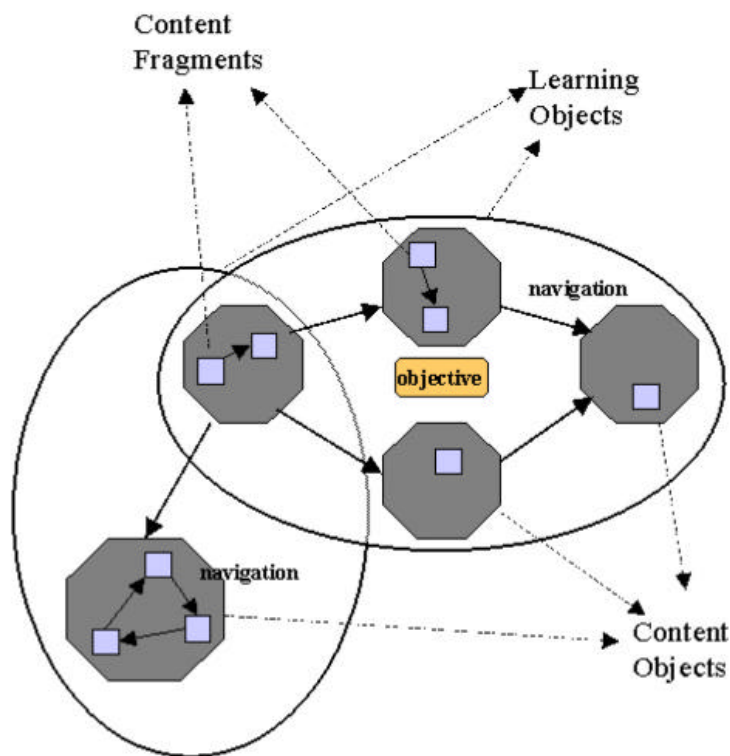 Content
Fragments
Learning
Objects
navigation
objective
navigation
Content
Objects